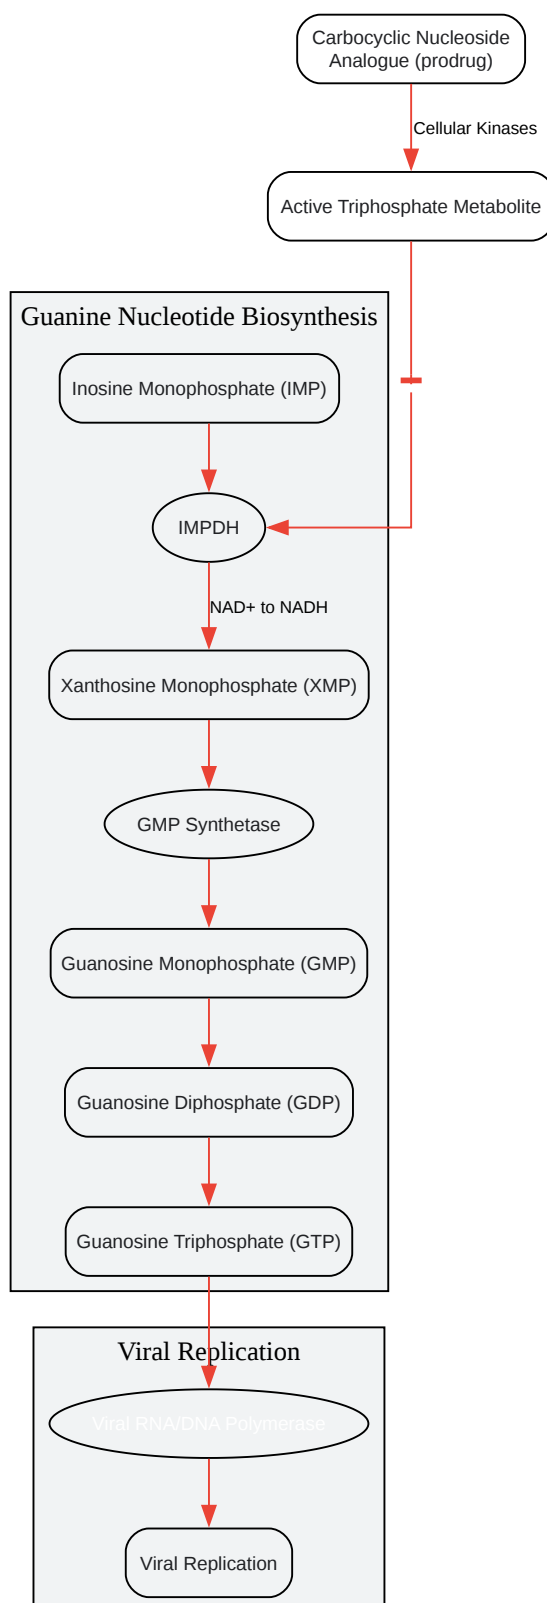 Carbocyclic Nucleoside
Analogue (prodrug)
Cellular Kinases
Active Triphosphate Metabolite
Guanine Nucleotide Biosynthesis
Inosine Monophosphate (IMP)
IMPDH
NAD+ to NADH
Xanthosine Monophosphate (XMP)
GMP Synthetase
Guanosine Monophosphate (GMP)
Guanosine Diphosphate (GDP)
Guanosine Triphosphate (GTP)
Viral Replication
Viral RNA/DNA Polymerase
Viral Replication